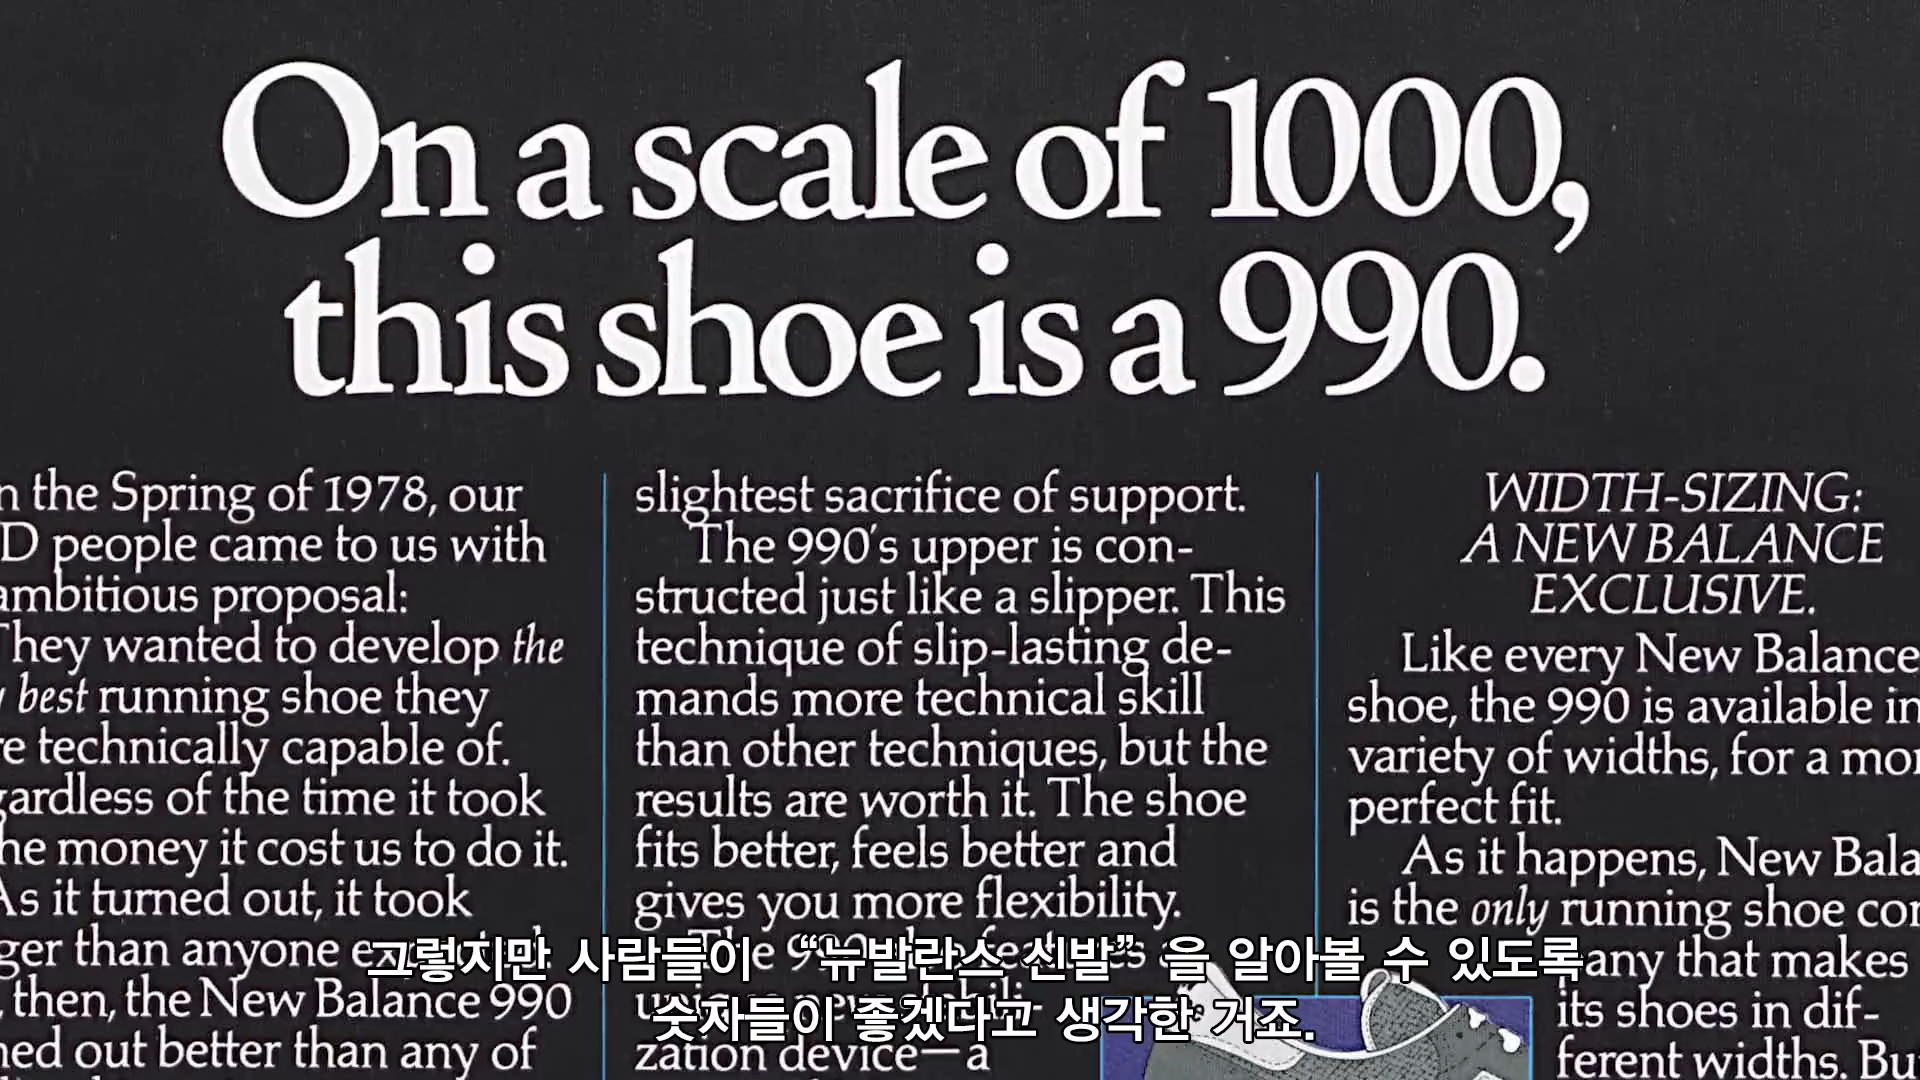 On a scale of 1000,
this shoe is a 990.
n the Spring of 1978, our
D people came to us with
ambitious proposal:
They wanted to develop the
best running shoe they
re technically capable of.
gardless of the time it took
he money it cost us to do it.
As it turned out, it took
ger than anyone
then, the New Balance 990
ned out better than any of
slightest sacrifice of support.
The 990's upper is con-
structed just like a slipper. This
technique of slip-lasting de-
mands more technical skill
than other techniques, but the
results are worth it. The shoe
fits better, feels better and
gives you more flexibility.
The
zation device—a
WIDTH-SIZING:
A NEW BALANCE
EXCLUSIVE.
Like every New Balance
shoe, the 990 is available in
variety of widths, for a mor
perfect fit.
As it happens, New Bala
is the only running shoe com
pany that makes
its shoes in dif-
ferent widths. Bu
그렇지만 사람들이 “뉴발란스 신발” 을 알아볼 수 있도록
숫자들이 좋겠다고 생각한 거죠.